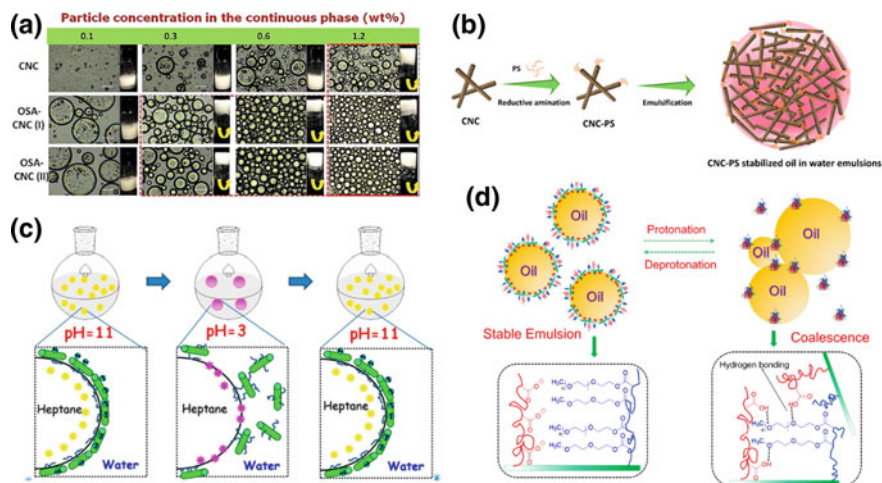 (a)
Particle concentration in the continuous phase (wt%)
0.1 0.3 0.6 1.2
CNC
OSA-
CNC (I)
OSA-
CNC (II)
(b)
PS
Reductive amination
Emulsification
CNC
CNC-PS
CNC-PS stabilized oil in water emulsions
(c)
pH=11 pH=3 pH=11
Heptane Heptane Heptane
Water Water Water
(d)
Oil
Oil
Oil
Protonation
Deprotonation
Oil
Oil
Oil
Stable Emulsion
Coalescence
Hydrogen bonding